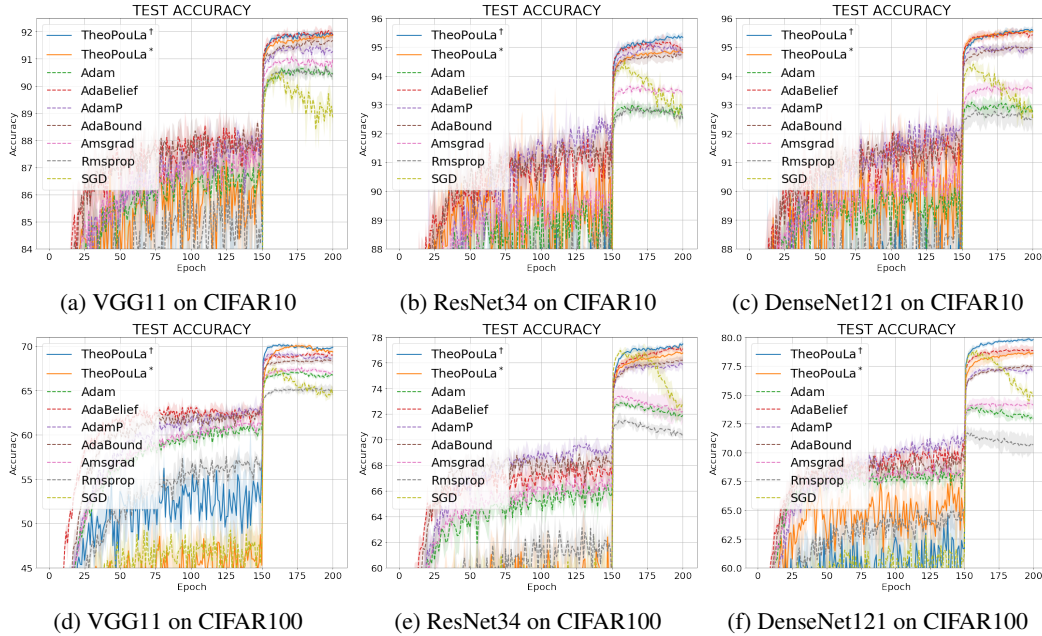 TEST ACCURACY
Accuracy
92
91
90
89
88
87
86
85
84
TheoPouLa†
TheoPouLa*
Adam
AdaBelief
AdamP
AdaBound
Amsgrad
Rmsprop
SGD
0 25 50 75 100 125 150 175 200
Epoch
(a) VGG11 on CIFAR10
TEST ACCURACY
Accuracy
96
95
94
93
92
91
90
89
88
TheoPouLa†
TheoPouLa*
Adam
AdaBelief
AdamP
AdaBound
Amsgrad
Rmsprop
SGD
0 25 50 75 100 125 150 175 200
Epoch
(b) ResNet34 on CIFAR10
TEST ACCURACY
Accuracy
96
95
94
93
92
91
90
89
88
TheoPouLa†
TheoPouLa*
Adam
AdaBelief
AdamP
AdaBound
Amsgrad
Rmsprop
SGD
0 25 50 75 100 125 150 175 200
Epoch
(c) DenseNet121 on CIFAR10
TEST ACCURACY
Accuracy
70
65
60
55
50
45
TheoPouLa†
TheoPouLa*
Adam
AdaBelief
AdamP
AdaBound
Amsgrad
Rmsprop
SGD
0 25 50 75 100 125 150 175 200
Epoch
(d) VGG11 on CIFAR100
TEST ACCURACY
Accuracy
78
76
74
72
70
68
66
64
62
60
TheoPouLa†
TheoPouLa*
Adam
AdaBelief
AdamP
AdaBound
Amsgrad
Rmsprop
SGD
0 25 50 75 100 125 150 175 200
Epoch
(e) ResNet34 on CIFAR100
TEST ACCURACY
Accuracy
80.0
77.5
75.0
72.5
70.0
67.5
65.0
62.5
60.0
TheoPouLa†
TheoPouLa*
Adam
AdaBelief
AdamP
AdaBound
Amsgrad
Rmsprop
SGD
0 25 50 75 100 125 150 175 200
Epoch
(f) DenseNet121 on CIFAR100